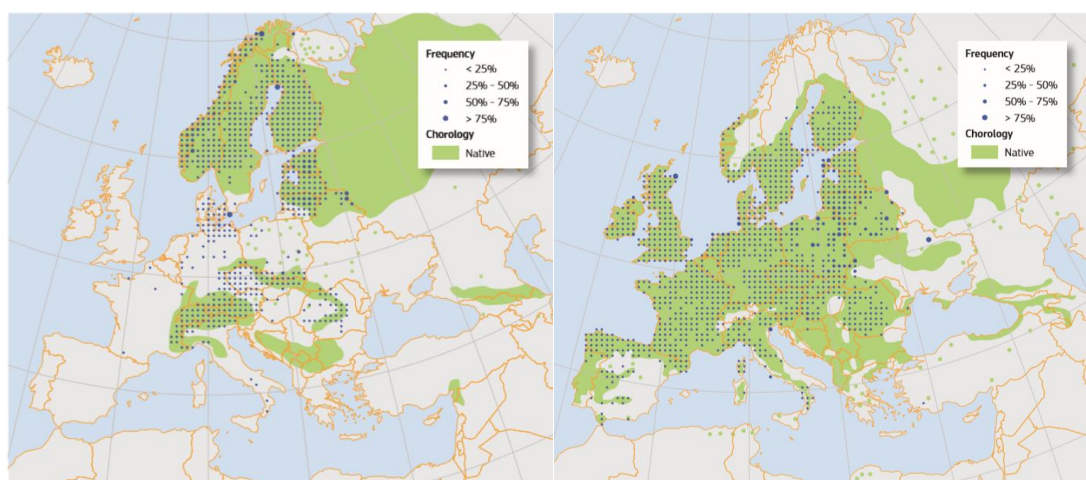 Frequency
< 25%
25% - 50%
50% - 75%
> 75%
Chorology
Native
Frequency
< 25%
25% - 50%
50% - 75%
> 75%
Chorology
Native